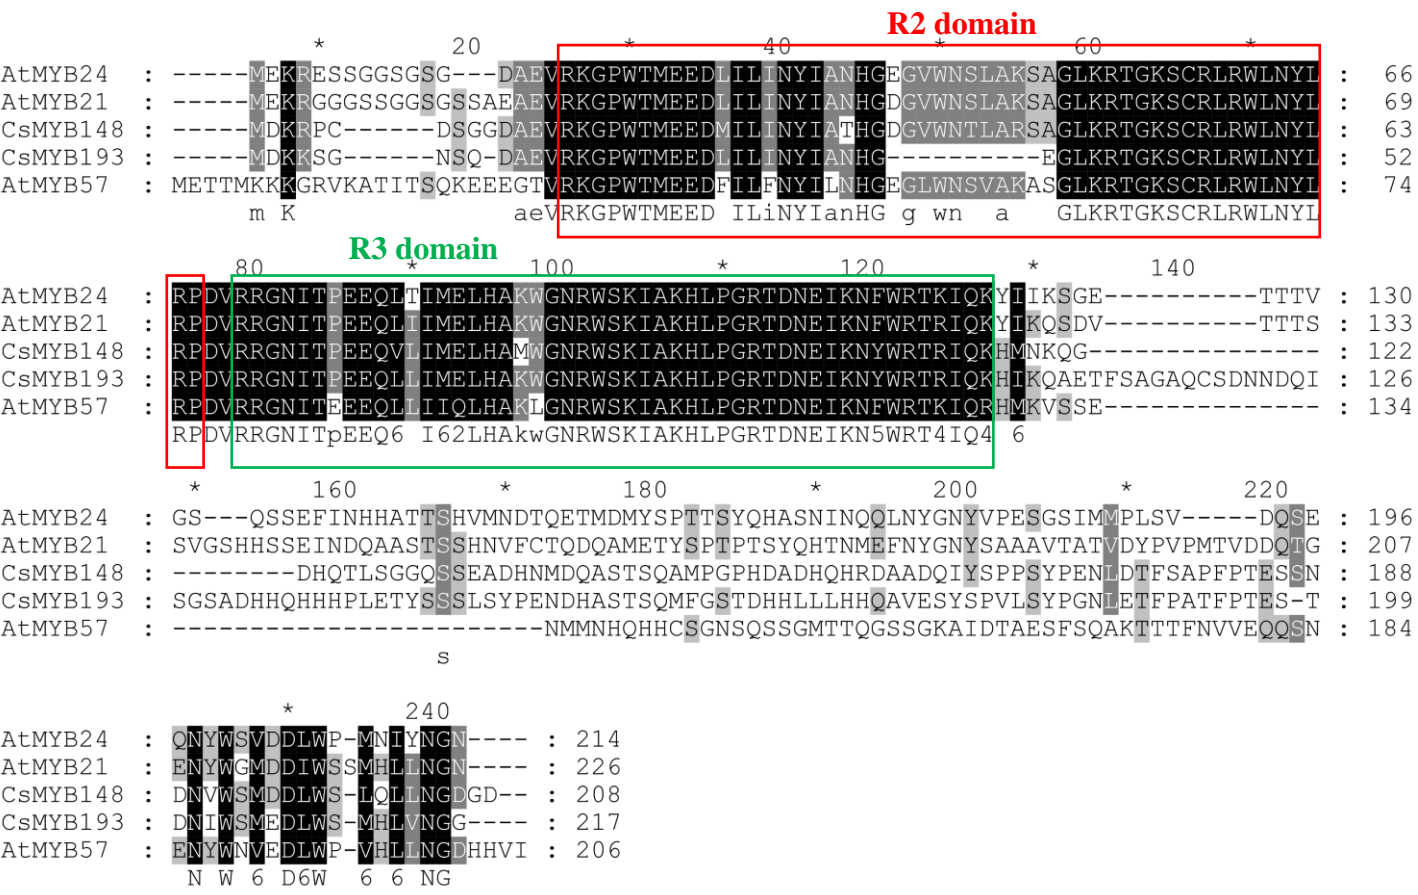 R2 domain
* 20 * 40 * 60 *
AtMYB24 : -----MEKRESSGGSGSG---DAEVRKGPWTMEEDLILINYIANHGEGVWNSLAKSAGLKRTGKSCRLRWLNYL : 66
AtMYB21 : -----MEKRGGGSSGGSGSSAEAEVRKGPWTMEEDLILINYIANHGDGVWNSLAKSAGLKRTGKSCRLRWLNYL : 69
CsMYB148 : -----MDKRPC------DSGGDAEVRKGPWTMEEDMILINYIATHGDGVWNTLARSAGLKRTGKSCRLRWLNYL : 63
CsMYB193 : -----MDKKSG------NSQ-DAEVRKGPWTMEEDLILINYIANHG----------EGLKRTGKSCRLRWLNYL : 52
AtMYB57 : METTMKKKGRVKATITSQKEEEGTVRKGPWTMEEDFILFNYILNHGEGLWNSVAKASGLKRTGKSCRLRWLNYL : 74
m K aeVRKGPWTMEED ILiNYIanHG g wn a GLKRTGKSCRLRWLNYL
R3 domain
80 * 100 * 120 * 140
AtMYB24 : RPDVRRGNITPEEQLTIMELHAKWGNRWSKIAKHLPGRTDNEIKNFWRTKIQKYIIKSGE----------TTTV : 130
AtMYB21 : RPDVRRGNITPEEQLIIMELHAKWGNRWSKIAKHLPGRTDNEIKNFWRTRIQKYIKQSDV----------TTTS : 133
CsMYB148 : RPDVRRGNITPEEQVLIMELHAMWGNRWSKIAKHLPGRTDNEIKNYWRTRIQKHMNKQG--------------- : 122
CsMYB193 : RPDVRRGNITPEEQLLIMELHAKWGNRWSKIAKHLPGRTDNEIKNYWRTRIQKHIKQAETFSAGAQCSDNNDQI : 126
AtMYB57 : RPDVRRGNITEEEQLLIIQLHAKLGNRWSKIAKHLPGRTDNEIKNFWRTKIQRHMKVSSE-------------- : 134
RPDVRRGNITpEEQ6 I62LHAkwGNRWSKIAKHLPGRTDNEIKN5WRT4IQ4 6
* 160 * 180 * 200 * 220
AtMYB24 : GS---QSSEFINHHATTSHVMNDTQETMDMYSPTTSYQHASNINQQLNYGNYVPESGSIMMPLSV-----DQSE : 196
AtMYB21 : SVGSHHSSEINDQAASTSSHNVFCTQDQAMETYSPTPTSYQHTNMEFNYGNYSAAAVTATVDYPVPMTVDDQTG : 207
CsMYB148 : --------DHQTLSGGQSSEADHNMDQASTSQAMPGPHDADHQHRDAADQIYSPPSYPENLDTFSAPFPTESSN : 188
CsMYB193 : SGSADHHQHHHPLETYSSSLSYPENDHASTSQMFGSTDHHLLLHHQAVESYSPVLSYPGNLETFPATFPTES-T : 199
AtMYB57 : ------------------------NMMNHQHHCSGNSQSSGMTTQGSSGKAIDTAESFSQAKTTTFNVVEQQSN : 184
s
* 240
AtMYB24 : QNYWSVDDLWP-MNIYNGN---- : 214
AtMYB21 : ENYWGMDDIWSSMHLLNGN---- : 226
CsMYB148 : DNVWSMDDLWS-LQLLNGDGD-- : 208
CsMYB193 : DNIWSMEDLWS-MHLVNGG---- : 217
AtMYB57 : ENYWNVEDLWP-VHLLNGDHHVI : 206
N W 6 D6W 6 6 NG